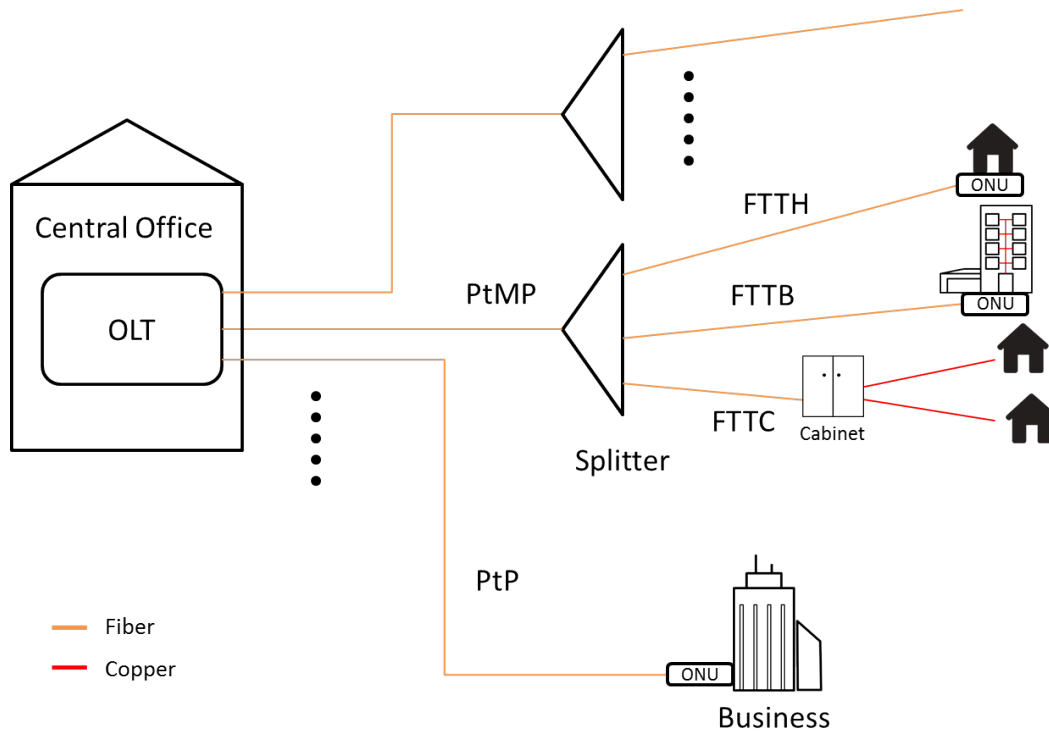 FTTH
ONU
Central Office
PtMP
FTTB
OLT
ONU
FTTC
Cabinet
Splitter
PtP
Fiber
Copper
ONU
Business